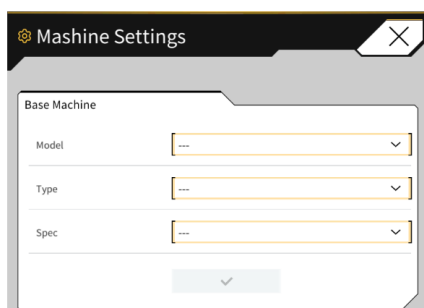 Mashine Settings
Base Machine
Model ---
Type ---
Spec ---